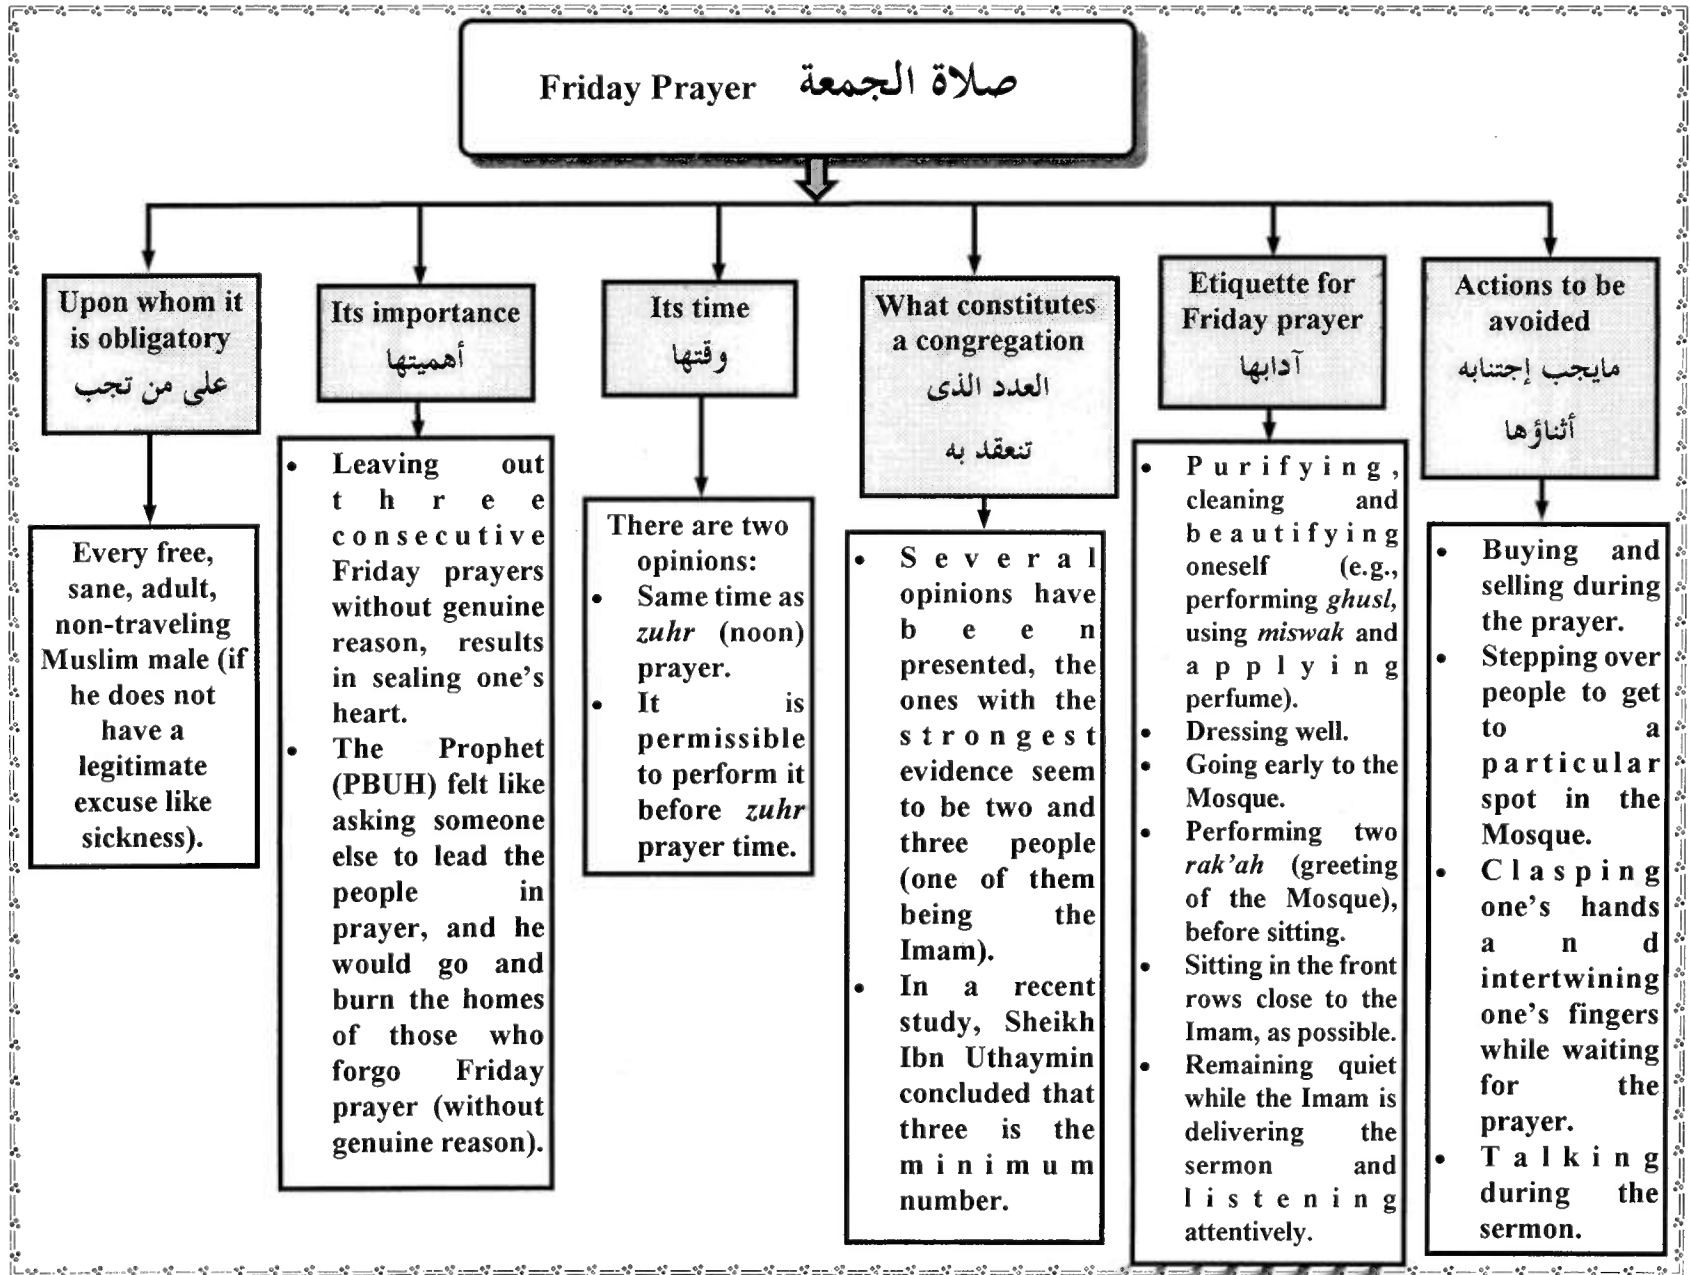 Friday Prayer صلاة الجمعة
Upon whom it
is obligatory
على من تجب
Every free,
sane, adult,
non-traveling
Muslim male (if
he does not
have a
legitimate
excuse like
sickness).
Its importance
أهميتها
• Leaving out
three
consecutive
Friday prayers
without genuine
reason, results
in sealing one's
heart.
• The Prophet
(PBUH) felt like
asking someone
else to lead the
people in
prayer, and he
would go and
burn the homes
of those who
forgo Friday
prayer (without
genuine reason).
Its time
وقتها
There are two
opinions:
• Same time as
zuhr (noon)
prayer.
• It is
permissible
to perform it
before zuhr
prayer time.
What constitutes
a congregation
العدد الذى
تنعقد به
• Several
opinions have
been
presented, the
ones with the
strongest
evidence seem
to be two and
three people
(one of them
being the
Imam).
• In a recent
study, Sheikh
Ibn Uthaymin
concluded that
three is the
minimum
number.
Etiquette for
Friday prayer
آدابها
• Purifying,
cleaning and
beautifying
oneself (e.g.,
performing ghusl,
using miswak and
applying
perfume).
• Dressing well.
• Going early to the
Mosque.
• Performing two
rak'ah (greeting
of the Mosque),
before sitting.
• Sitting in the front
rows close to the
Imam, as possible.
• Remaining quiet
while the Imam is
delivering the
sermon and
listening
attentively.
Actions to be
avoided
مايجب إجتنابه
أثناؤها
• Buying and
selling during
the prayer.
• Stepping over
people to get
to a
particular
spot in the
Mosque.
• Clasping
one's hands
and
intertwining
one's fingers
while waiting
for the
prayer.
• Talking
during the
sermon.